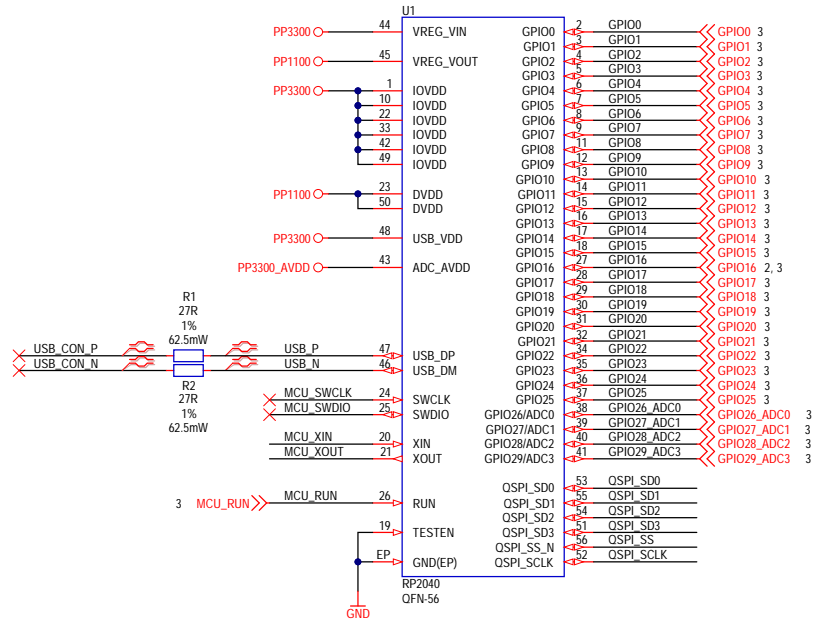 U1
PP3300 44 VREG_VIN GPIO0 2 GPIO0 GPIO0 3
GPIO1 3 GPIO1 GPIO1 3
PP1100 45 VREG_VOUT GPIO2 4 GPIO2 GPIO2 3
GPIO3 5 GPIO3 GPIO3 3
PP3300 1 IOVDD GPIO4 6 GPIO4 GPIO4 3
10 IOVDD GPIO5 7 GPIO5 GPIO5 3
22 IOVDD GPIO6 8 GPIO6 GPIO6 3
33 IOVDD GPIO7 9 GPIO7 GPIO7 3
42 IOVDD GPIO8 11 GPIO8 GPIO8 3
49 IOVDD GPIO9 12 GPIO9 GPIO9 3
GPIO10 13 GPIO10 GPIO10 3
PP1100 23 DVDD GPIO11 14 GPIO11 GPIO11 3
50 DVDD GPIO12 15 GPIO12 GPIO12 3
GPIO13 16 GPIO13 GPIO13 3
PP3300 48 USB_VDD GPIO14 17 GPIO14 GPIO14 3
GPIO15 18 GPIO15 GPIO15 3
PP3300_AVDD 43 ADC_AVDD GPIO16 27 GPIO16 GPIO16 2, 3
GPIO17 28 GPIO17 GPIO17 3
R1 GPIO18 29 GPIO18 GPIO18 3
27R GPIO19 30 GPIO19 GPIO19 3
1% GPIO20 31 GPIO20 GPIO20 3
62.5mW GPIO21 32 GPIO21 GPIO21 3
USB_CON_P USB_P 47 USB_DP GPIO22 34 GPIO22 GPIO22 3
USB_CON_N USB_N 46 USB_DM GPIO23 35 GPIO23 GPIO23 3
R2 GPIO24 36 GPIO24 GPIO24 3
27R MCU_SWCLK 24 SWCLK GPIO25 37 GPIO25 GPIO25 3
1% MCU_SWDIO 25 SWDIO GPIO26/ADC0 38 GPIO26_ADC0 GPIO26_ADC0 3
62.5mW GPIO27/ADC1 39 GPIO27_ADC1 GPIO27_ADC1 3
MCU_XIN 20 XIN GPIO28/ADC2 40 GPIO28_ADC2 GPIO28_ADC2 3
MCU_XOUT 21 XOUT GPIO29/ADC3 41 GPIO29_ADC3 GPIO29_ADC3 3
QSPI_SD0 53 QSPI_SD0
3 MCU_RUN MCU_RUN 26 RUN QSPI_SD1 55 QSPI_SD1
QSPI_SD2 54 QSPI_SD2
19 TESTEN QSPI_SD3 51 QSPI_SD3
QSPI_SS_N 56 QSPI_SS
EP GND(EP) QSPI_SCLK 52 QSPI_SCLK
RP2040
QFN-56
GND